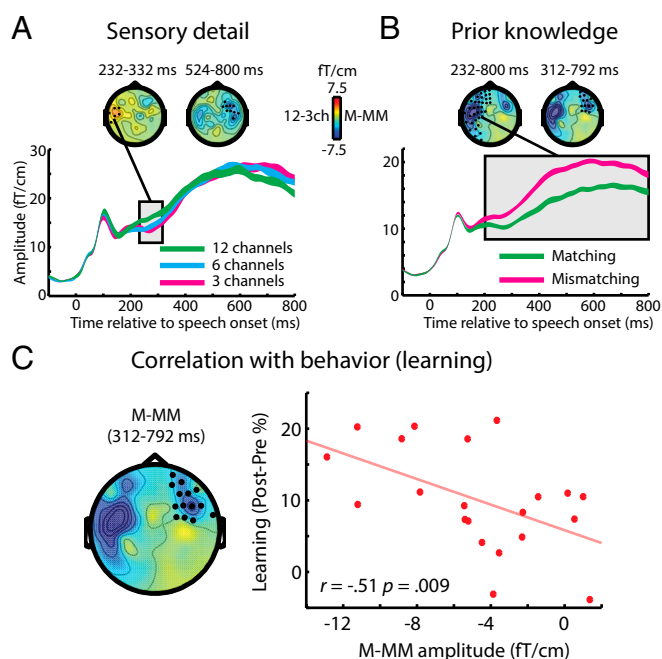 A
Sensory detail
232-332 ms 524-800 ms
fT/cm
7.5
12-3ch M-MM
-7.5
Amplitude (fT/cm)
30
20
10
0
12 channels
6 channels
3 channels
0 200 400 600 800
Time relative to speech onset (ms)
B
Prior knowledge
232-800 ms 312-792 ms
20
10
0
Matching
Mismatching
0 200 400 600 800
Time relative to speech onset (ms)
C
Correlation with behavior (learning)
M-MM
(312-792 ms)
Learning (Post-Pre %)
20
10
0
r = -.51 p = .009
-12 -8 -4 0
M-MM amplitude (fT/cm)